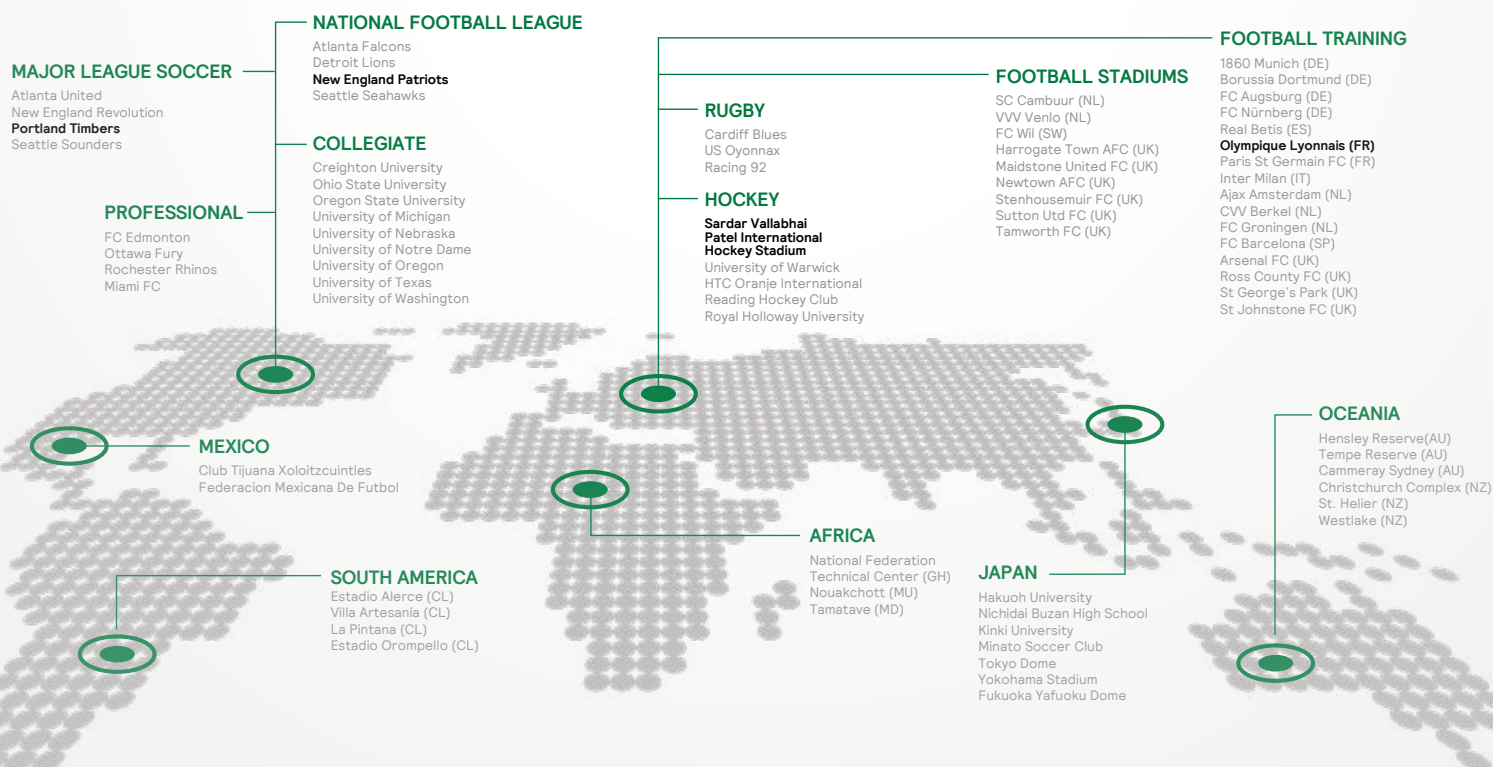 MAJOR LEAGUE SOCCER
Atlanta United
New England Revolution
Portland Timbers
Seattle Sounders
NATIONAL FOOTBALL LEAGUE
Atlanta Falcons
Detroit Lions
New England Patriots
Seattle Seahawks
COLLEGIATE
Creighton University
Ohio State University
Oregon State University
University of Michigan
University of Nebraska
University of Notre Dame
University of Oregon
University of Texas
University of Washington
PROFESSIONAL
FC Edmonton
Ottawa Fury
Rochester Rhinos
Miami FC
RUGBY
Cardiff Blues
US Oyonnax
Racing 92
HOCKEY
Sardar Vallabhai
Patel International
Hockey Stadium
University of Warwick
HTC Oranje International
Reading Hockey Club
Royal Holloway University
FOOTBALL STADIUMS
SC Cambuur (NL)
VVV Venlo (NL)
FC Wil (SW)
Harrogate Town AFC (UK)
Maidstone United FC (UK)
Newtown AFC (UK)
Stenhousemuir FC (UK)
Sutton Utd FC (UK)
Tamworth FC (UK)
FOOTBALL TRAINING
1860 Munich (DE)
Borussia Dortmund (DE)
FC Augsburg (DE)
FC Nürnberg (DE)
Real Betis (ES)
Olympique Lyonnais (FR)
Paris St Germain FC (FR)
Inter Milan (IT)
Ajax Amsterdam (NL)
CVV Berkel (NL)
FC Groningen (NL)
FC Barcelona (SP)
Arsenal FC (UK)
Ross County FC (UK)
St George's Park (UK)
St Johnstone FC (UK)
MEXICO
Club Tijuana Xoloitzcuintles
Federacion Mexicana De Futbol
SOUTH AMERICA
Estadio Alerce (CL)
Villa Artesanía (CL)
La Pintana (CL)
Estadio Orompello (CL)
AFRICA
National Federation
Technical Center (GH)
Nouakchott (MU)
Tamatave (MD)
JAPAN
Hakuoh University
Nichidai Buzan High School
Kinki University
Minato Soccer Club
Tokyo Dome
Yokohama Stadium
Fukuoka Yafuoku Dome
OCEANIA
Hensley Reserve(AU)
Tempe Reserve (AU)
Cammeray Sydney (AU)
Christchurch Complex (NZ)
St. Helier (NZ)
Westlake (NZ)